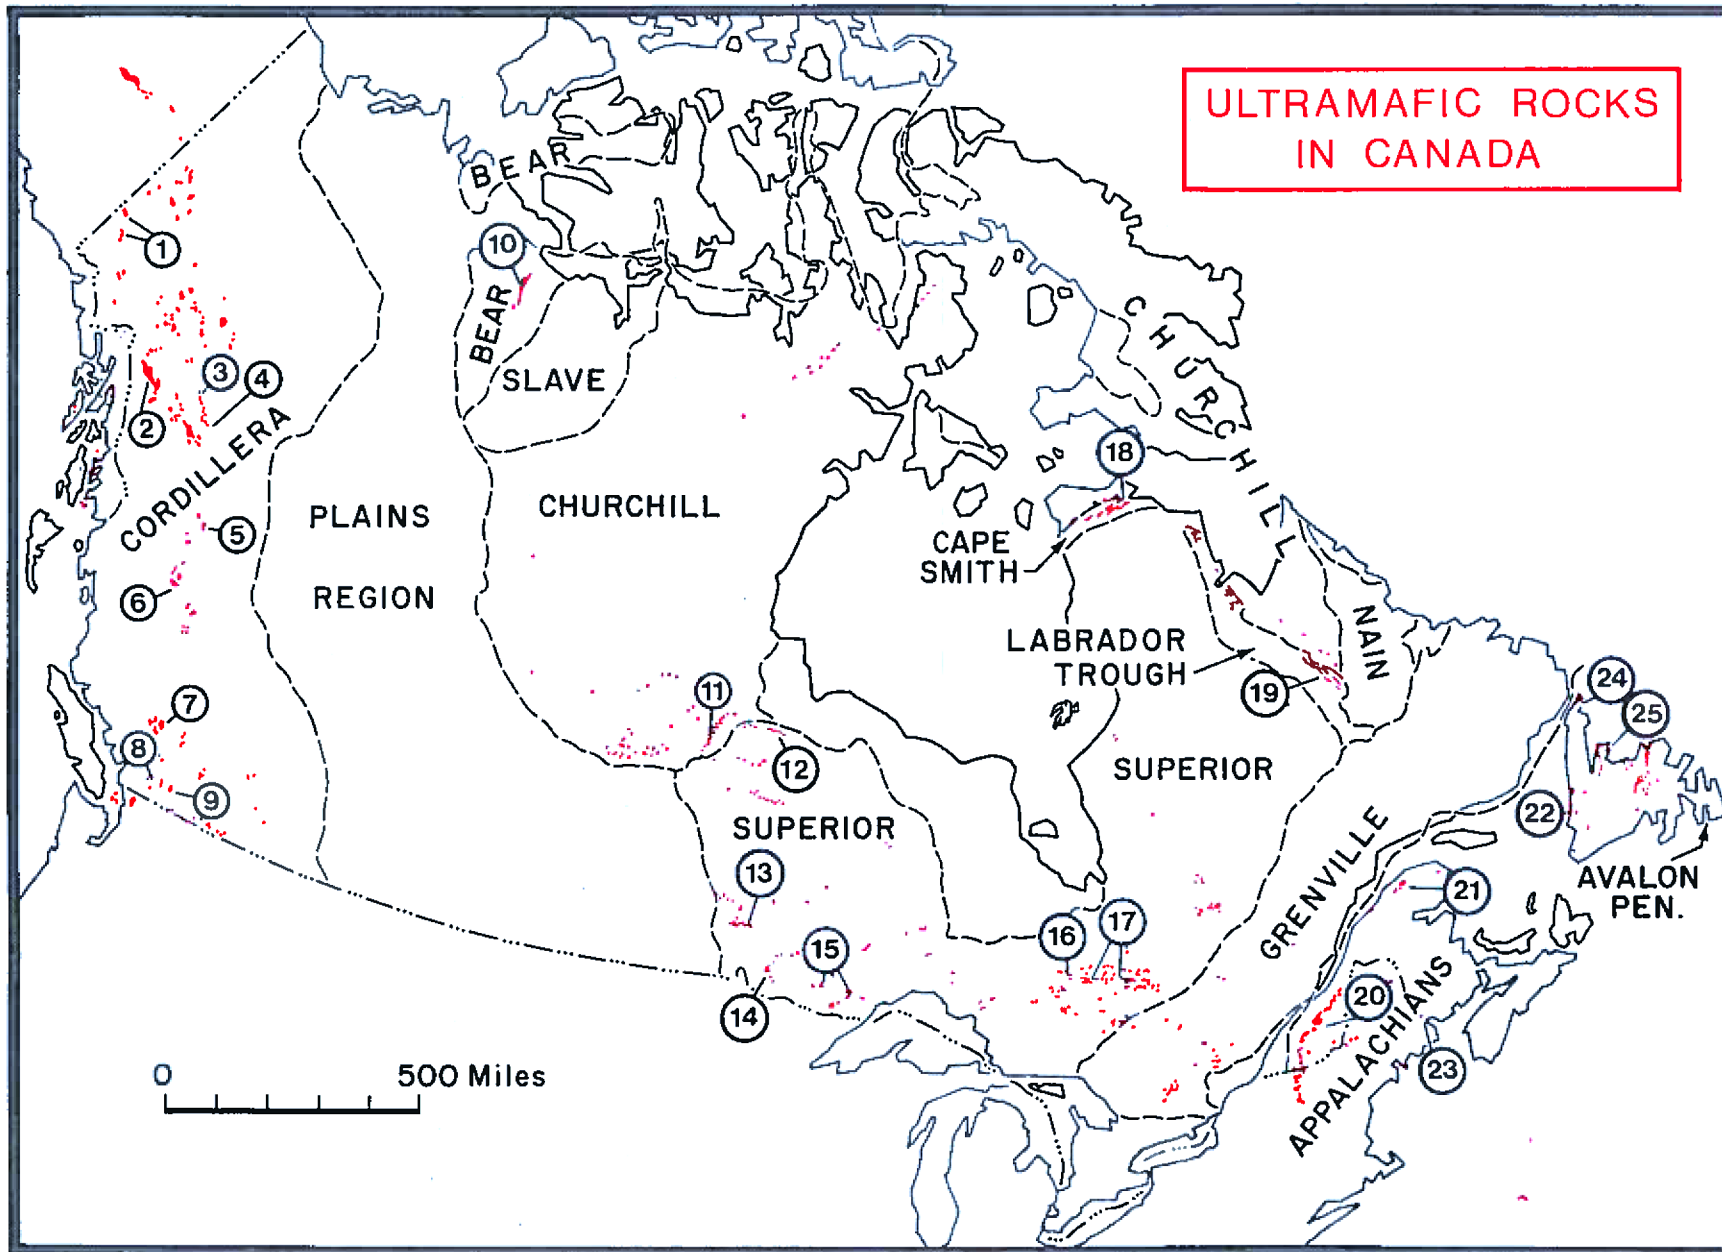 ULTRAMAFIC ROCKS
IN CANADA
BEAR
1
10
BEAR
SLAVE
CHURCHILL
3
4
2
CORDILLERA
18
PLAINS
REGION
CHURCHILL
5
6
CAPE
SMITH
NAIN
LABRADOR
TROUGH
19
24
25
11
7
8
12
9
SUPERIOR
SUPERIOR
22
GRENVILLE
AVALON
PEN.
13
21
16
17
15
14
20
APPALACHIANS
23
0
500 Miles